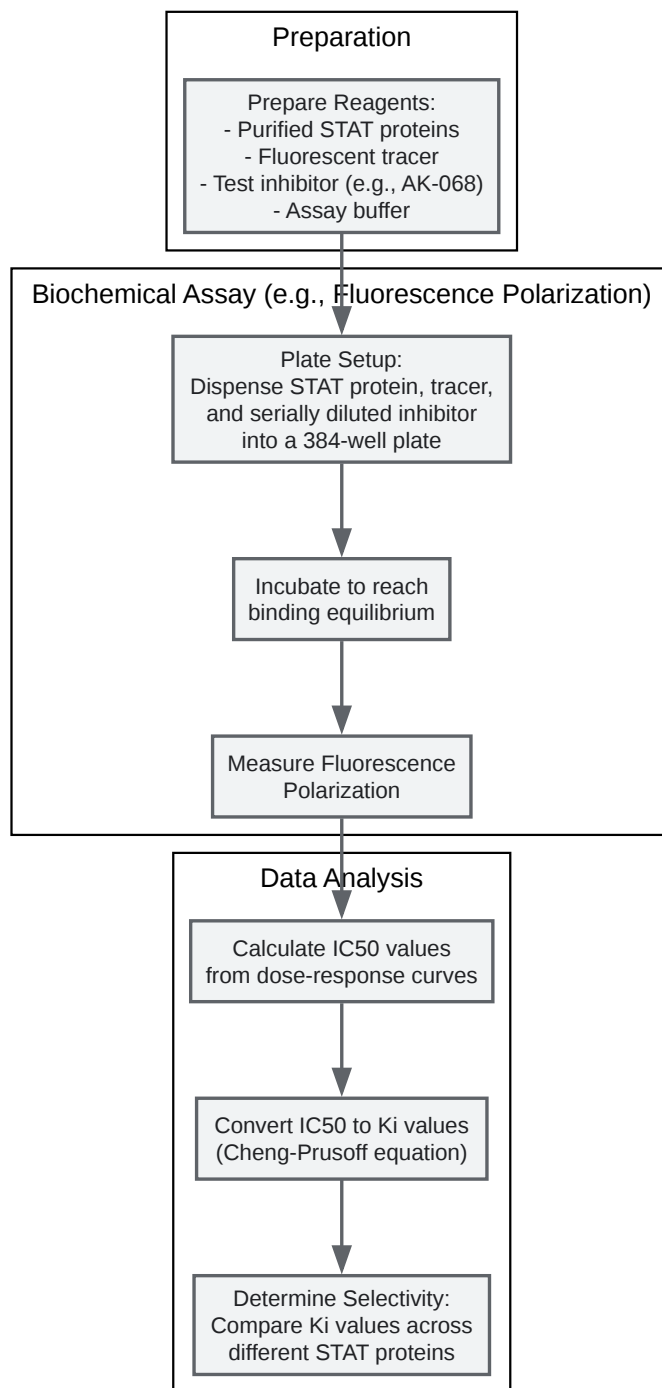 Preparation
Prepare Reagents:
- Purified STAT proteins
- Fluorescent tracer
- Test inhibitor (e.g., AK-068)
- Assay buffer
Biochemical Assay (e.g., Fluorescence Polarization)
Plate Setup:
Dispense STAT protein, tracer,
and serially diluted inhibitor
into a 384-well plate
Incubate to reach
binding equilibrium
Measure Fluorescence
Polarization
Data Analysis
Calculate IC50 values
from dose-response curves
Convert IC50 to Ki values
(Cheng-Prusoff equation)
Determine Selectivity:
Compare Ki values across
different STAT proteins